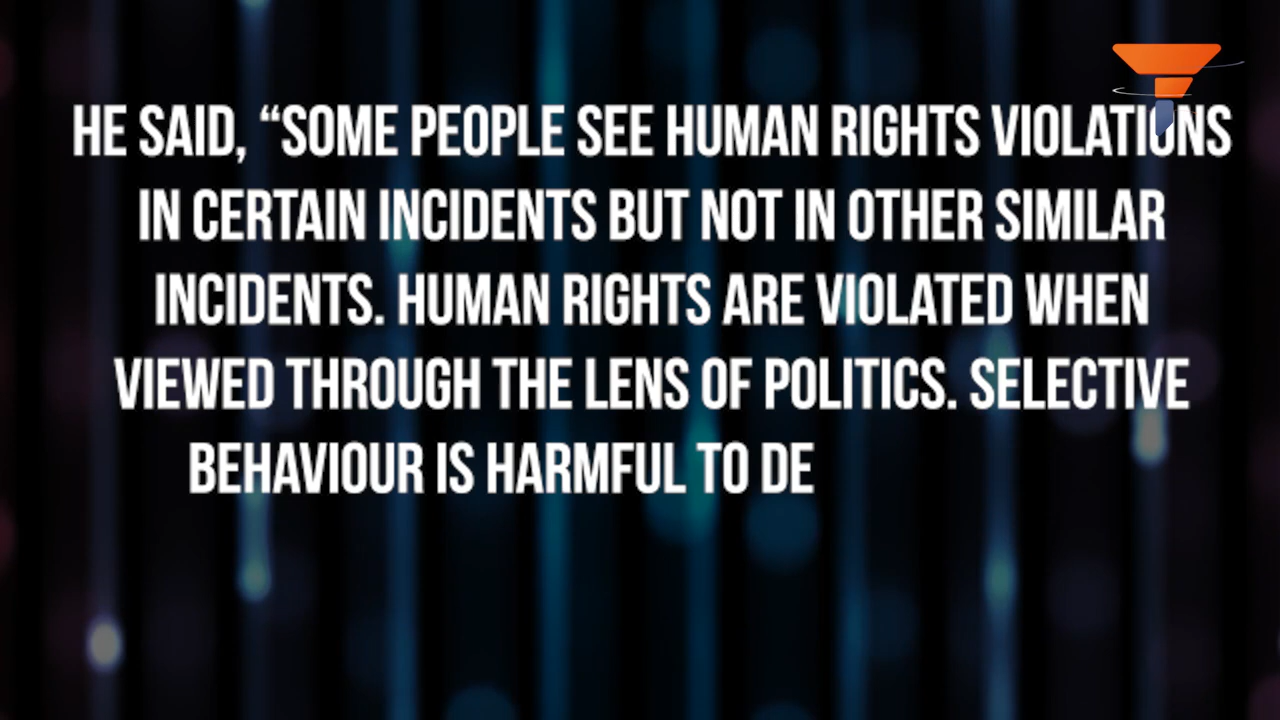 HE SAID, “SOME PEOPLE SEE HUMAN RIGHTS VIOLATIONS
IN CERTAIN INCIDENTS BUT NOT IN OTHER SIMILAR
INCIDENTS. HUMAN RIGHTS ARE VIOLATED WHEN
VIEWED THROUGH THE LENS OF POLITICS. SELECTIVE
BEHAVIOUR IS HARMFUL TO DE